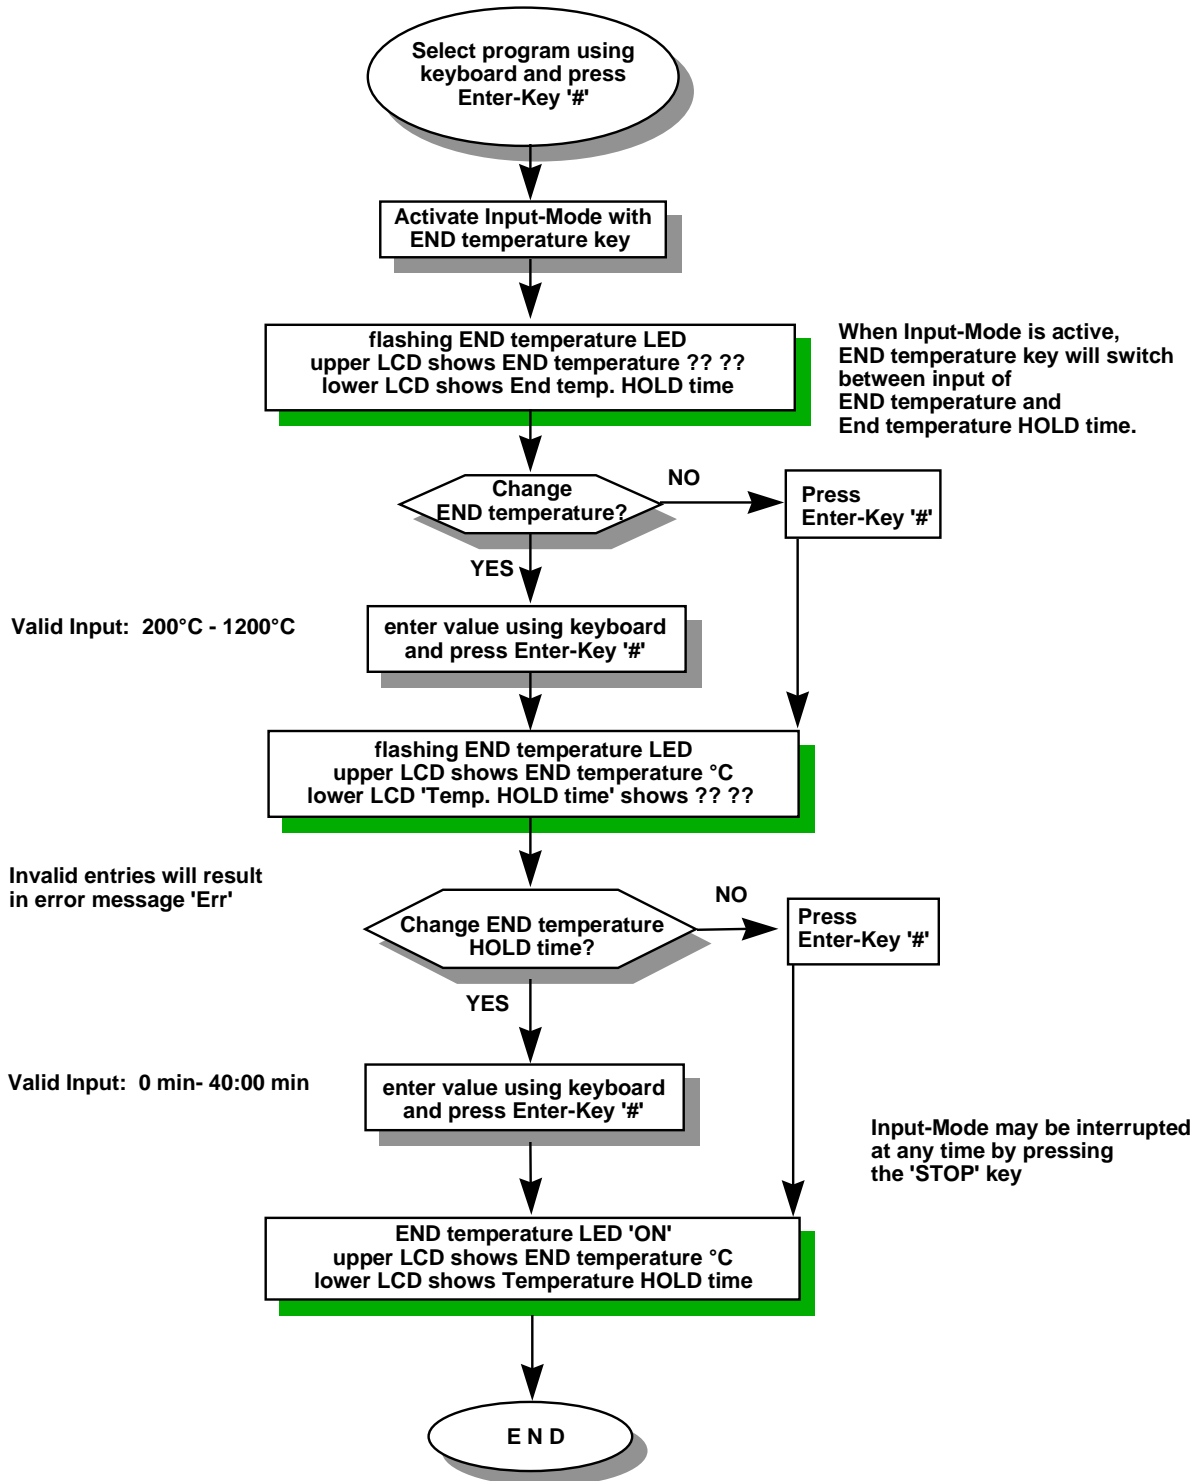 Select program using
keyboard and press
Enter-Key '#'
Activate Input-Mode with
END temperature key
flashing END temperature LED
upper LCD shows END temperature ?? ??
lower LCD shows End temp. HOLD time
When Input-Mode is active,
END temperature key will switch
between input of
END temperature and
End temperature HOLD time.
Change
END temperature?
NO
Press
Enter-Key '#'
YES
Valid Input:  200°C - 1200°C
enter value using keyboard
and press Enter-Key '#'
flashing END temperature LED
upper LCD shows END temperature °C
lower LCD 'Temp. HOLD time' shows ?? ??
Invalid entries will result
in error message 'Err'
Change END temperature
HOLD time?
NO
Press
Enter-Key '#'
YES
Valid Input:  0 min- 40:00 min
enter value using keyboard
and press Enter-Key '#'
Input-Mode may be interrupted
at any time by pressing
the 'STOP' key
END temperature LED 'ON'
upper LCD shows END temperature °C
lower LCD shows Temperature HOLD time
E N D